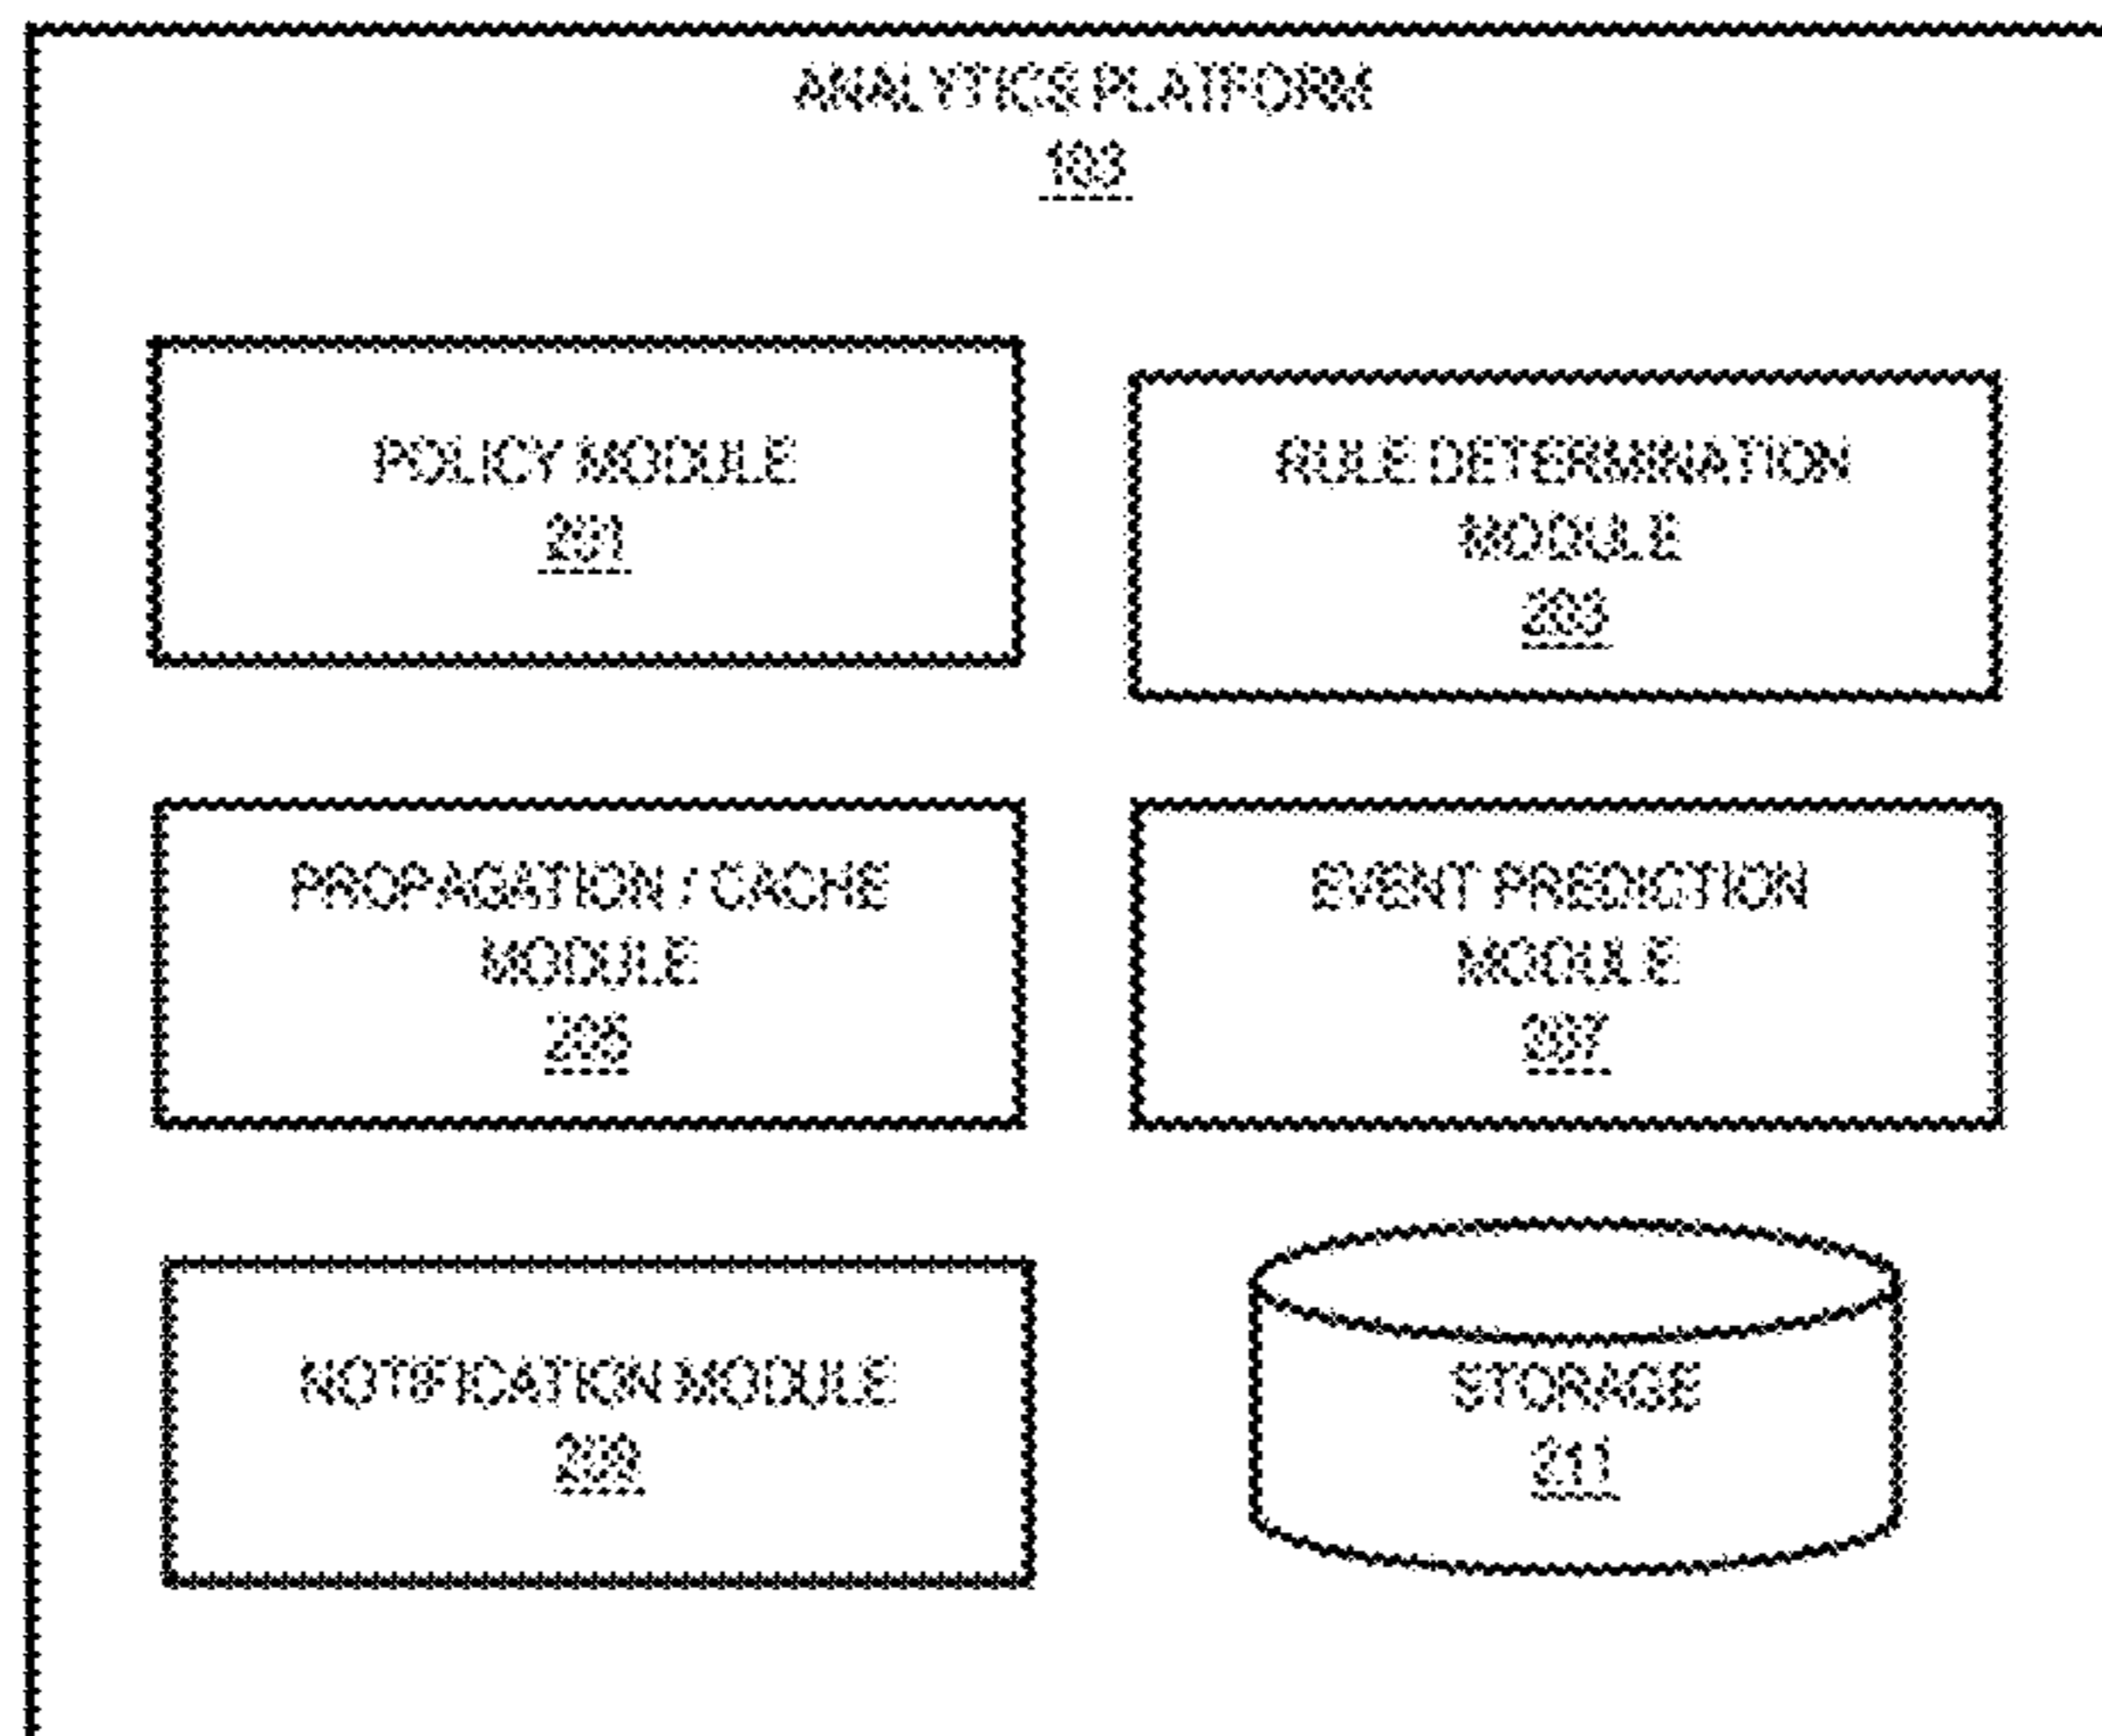 ANALYTICS PLATFORM
103
POLICY MODULE
201
RULE DETERMINATION
MODULE
203
PROPAGATION / CACHE
MODULE
205
EVENT PREDICTION
MODULE
207
NOTIFICATION MODULE
209
STORAGE
211